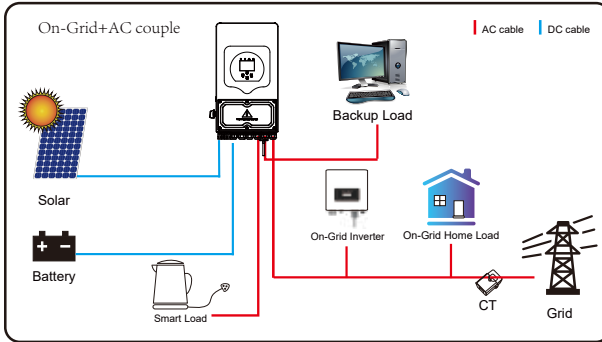 On-Grid+AC couple
AC cable
DC cable
Backup Load
Solar
On-Grid Inverter
On-Grid Home Load
Battery
Smart Load
CT
Grid